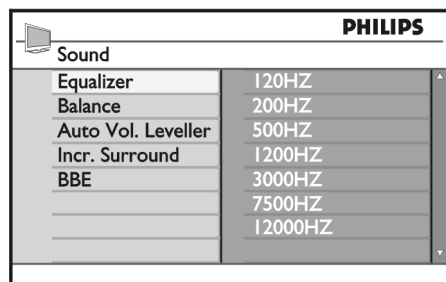 PHILIPS
Sound
Equalizer
120HZ
Balance
200HZ
Auto Vol. Leveller
500HZ
Incr. Surround
1200HZ
BBE
3000HZ
7500HZ
12000HZ